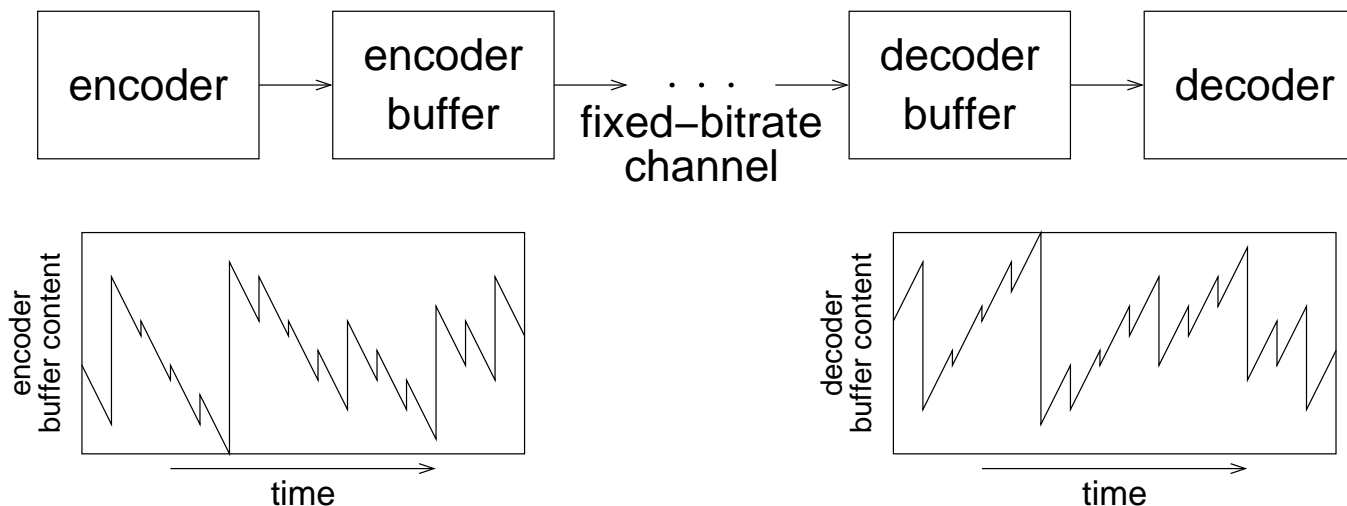 encoder
encoder
buffer
. . .
fixed–bitrate
channel
decoder
buffer
decoder
encoder
buffer content
time
decoder
buffer content
time